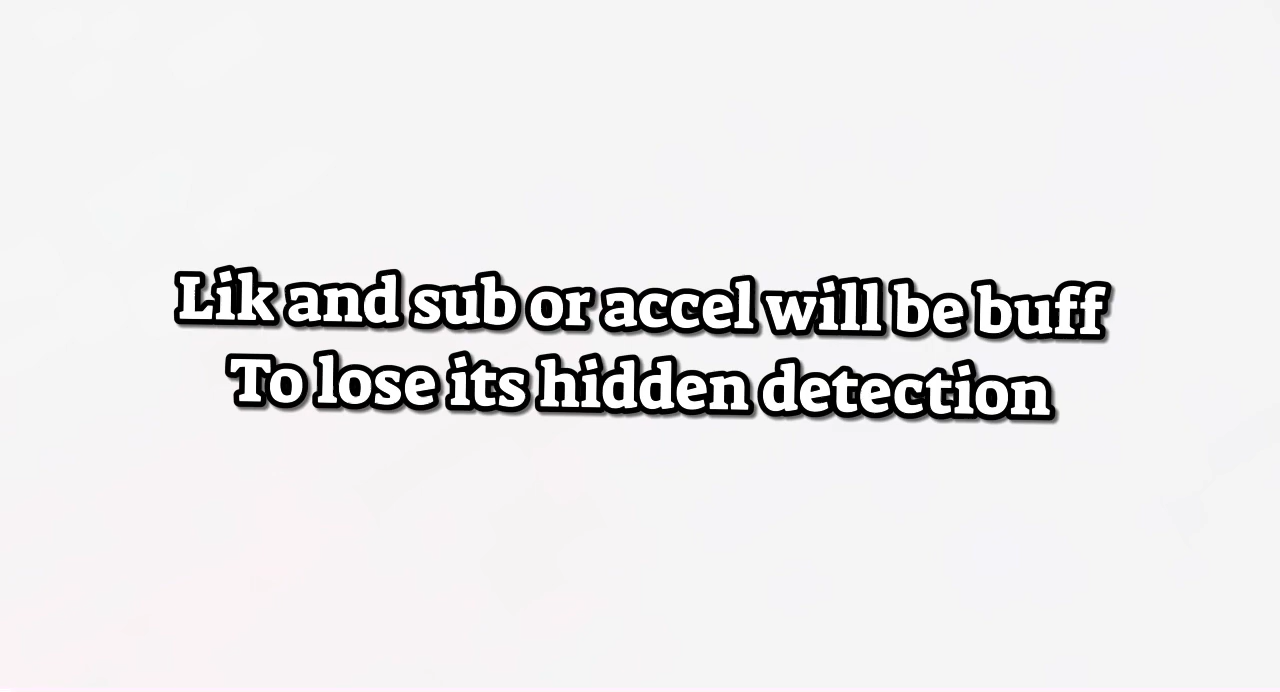 Lik and sub or accel will be buff
To lose its hidden detection